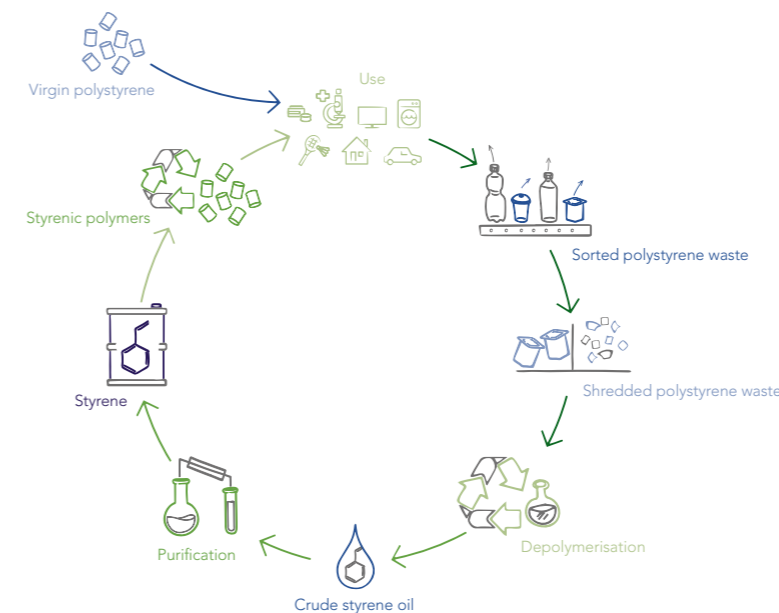 Use
Virgin polystyrene
Styrenic polymers
Sorted polystyrene waste
Shredded polystyrene waste
Styrene
Depolymerisation
Purification
Crude styrene oil